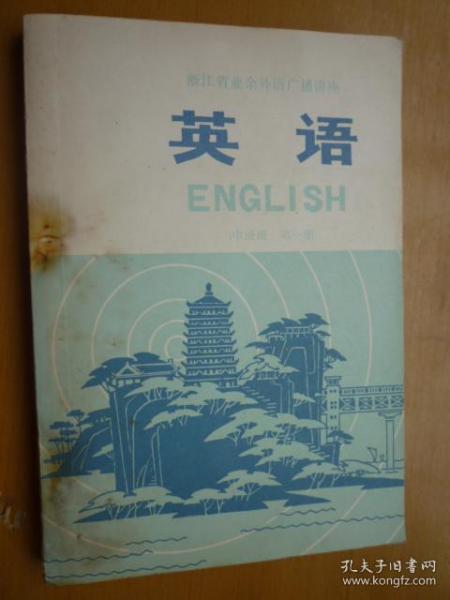 浙江省业余外语广播讲座
英语
ENGLISH
中级班 第一册
孔夫子旧书网
www.kongfz.com